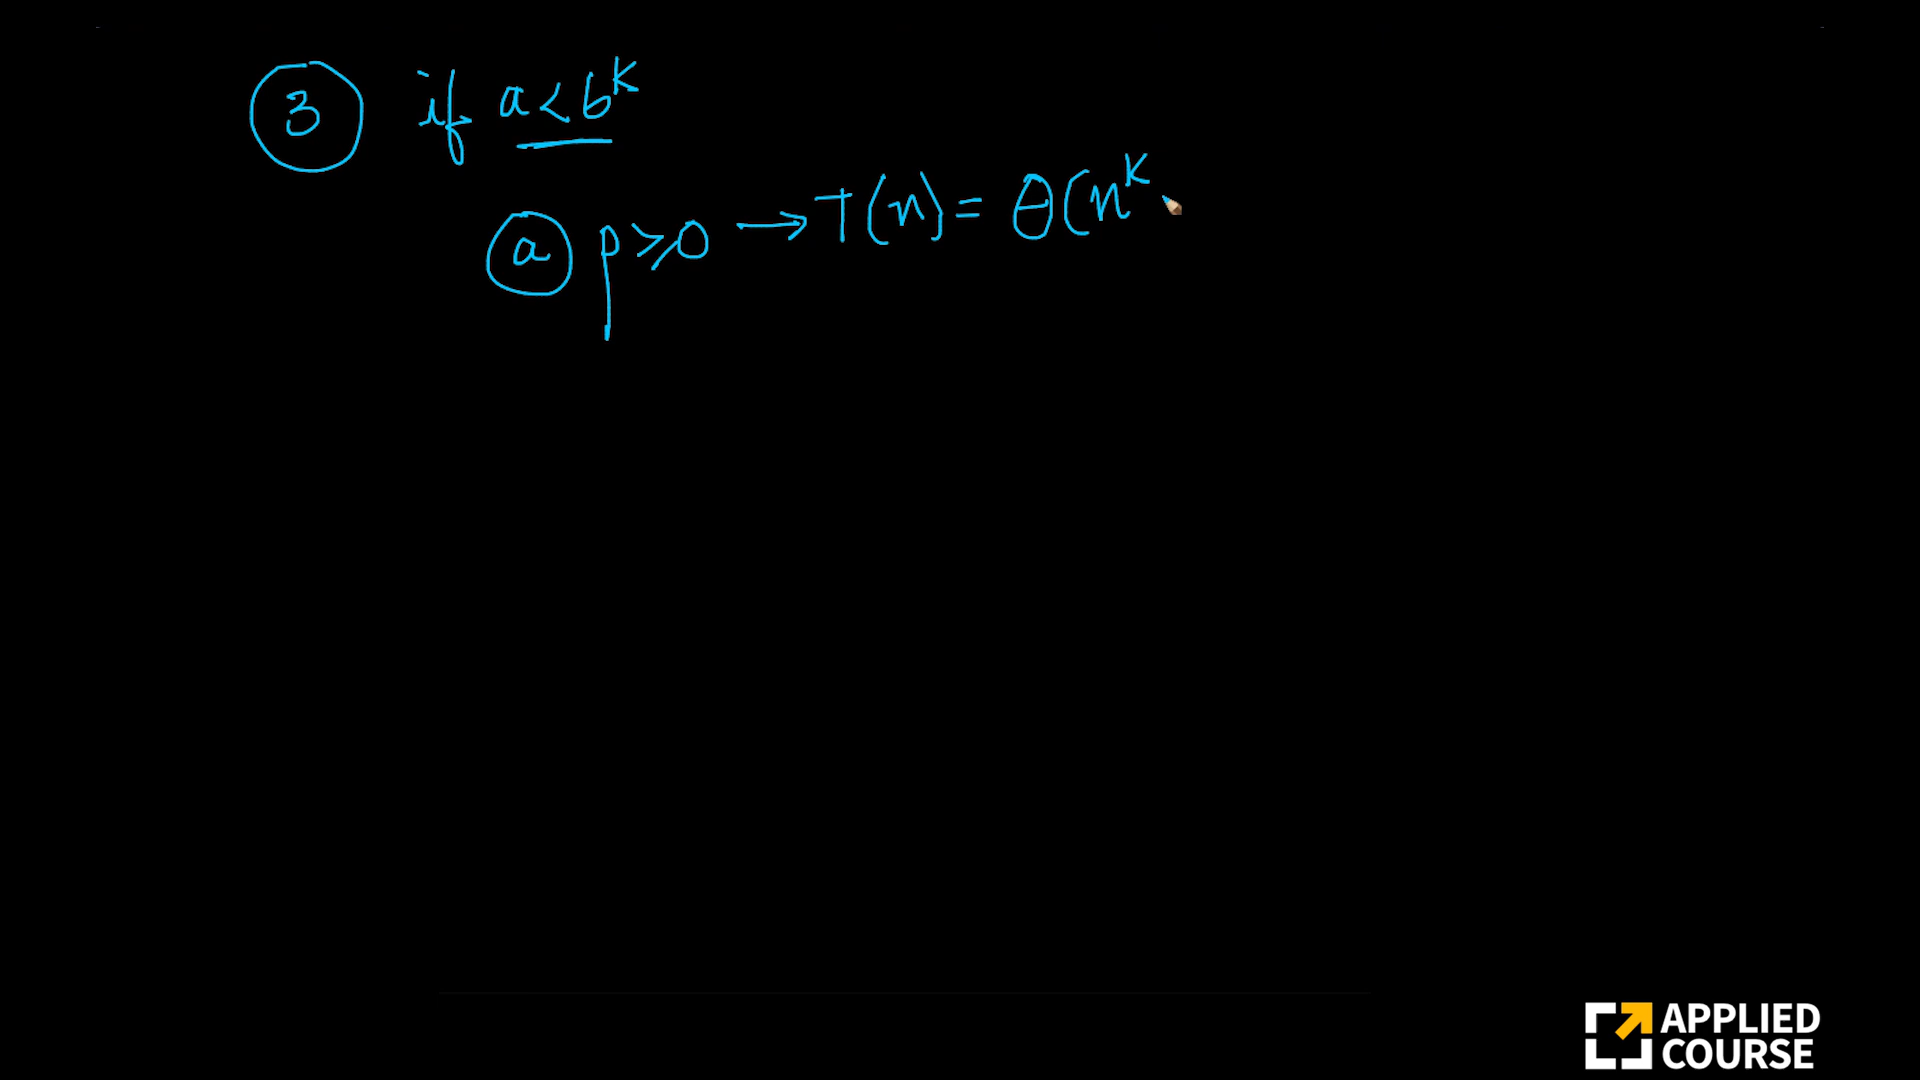 3 if a < b^k
a p ≥ 0 → T(n) = θ(n^k
APPLIED
COURSE